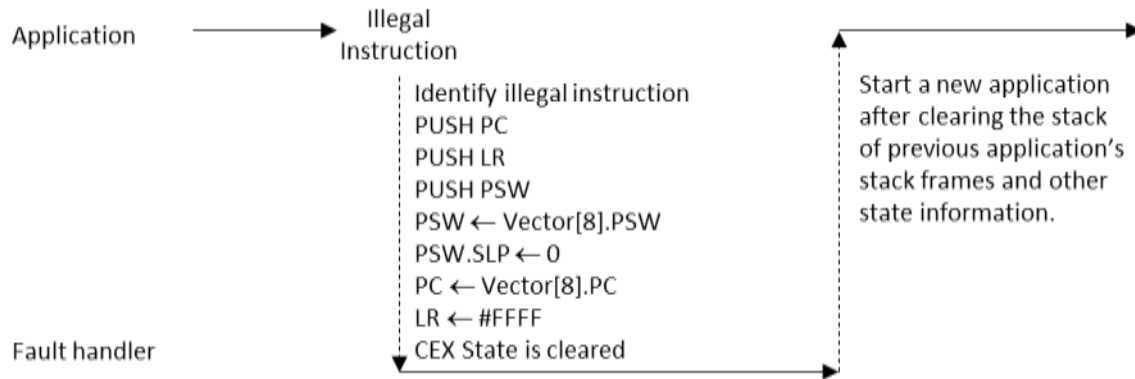 Application
Illegal
Instruction
Identify illegal instruction
PUSH PC
PUSH LR
PUSH PSW
PSW ← Vector[8].PSW
PSW.SLP ← 0
PC ← Vector[8].PC
LR ← #FFFF
CEX State is cleared
Fault handler
Start a new application
after clearing the stack
of previous application's
stack frames and other
state information.